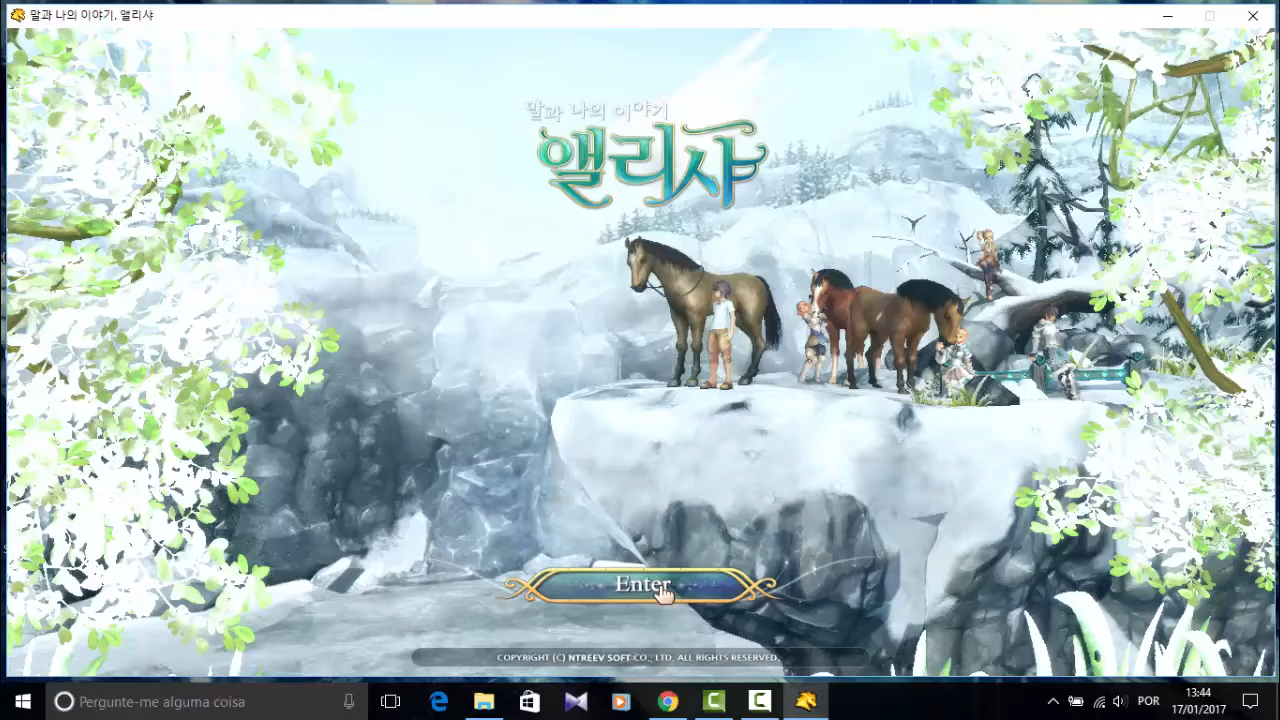 말과 나의 이야기, 앨리샤
말과 나의 이야기
앨리샤
Enter
COPYRIGHT (C) NTREEV SOFT CO., LTD. ALL RIGHTS RESERVED.
Pergunte-me alguma coisa
POR
13:44
17/01/2017